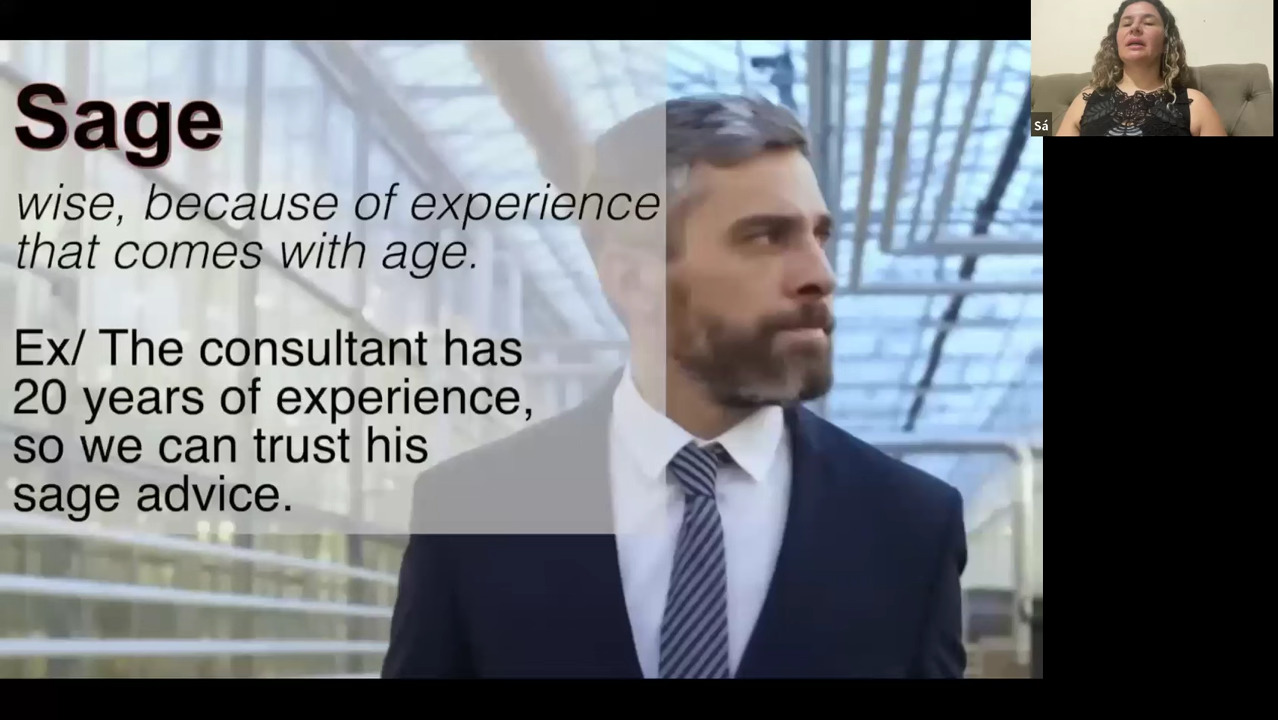 Sage
wise, because of experience
that comes with age.
Ex/ The consultant has
20 years of experience,
so we can trust his
sage advice.
Sá